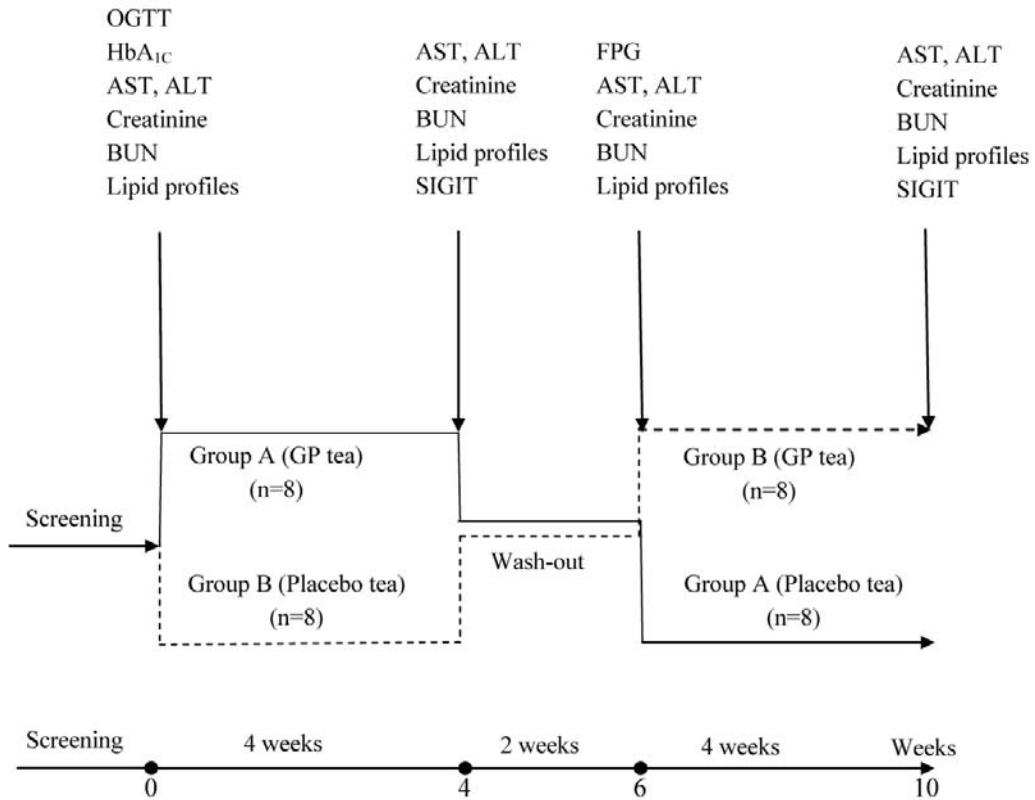 OGTT
HbA1C
AST, ALT
Creatinine
BUN
Lipid profiles
AST, ALT
Creatinine
BUN
Lipid profiles
SIGIT
FPG
AST, ALT
Creatinine
BUN
Lipid profiles
AST, ALT
Creatinine
BUN
Lipid profiles
SIGIT
Group A (GP tea)
(n=8)
Group B (GP tea)
(n=8)
Screening
Wash-out
Group B (Placebo tea)
(n=8)
Group A (Placebo tea)
(n=8)
Screening
4 weeks
2 weeks
4 weeks
Weeks
0
4
6
10